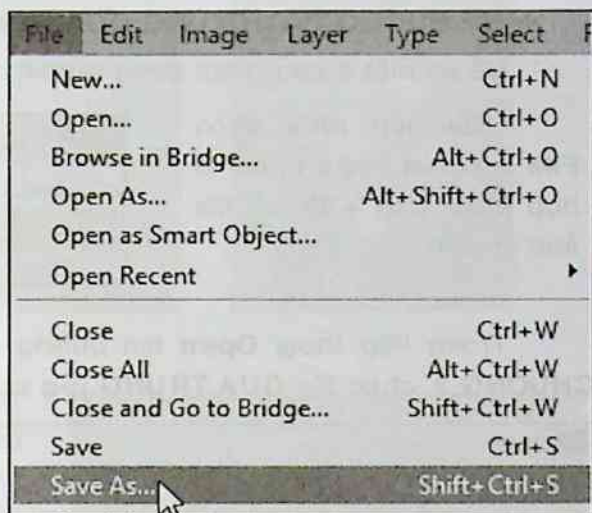 File Edit Image Layer Type Select
New... Ctrl+N
Open... Ctrl+O
Browse in Bridge... Alt+Ctrl+O
Open As... Alt+Shift+Ctrl+O
Open as Smart Object...
Open Recent
Close Ctrl+W
Close All Alt+Ctrl+W
Close and Go to Bridge... Shift+Ctrl+W
Save Ctrl+S
Save As... Shift+Ctrl+S